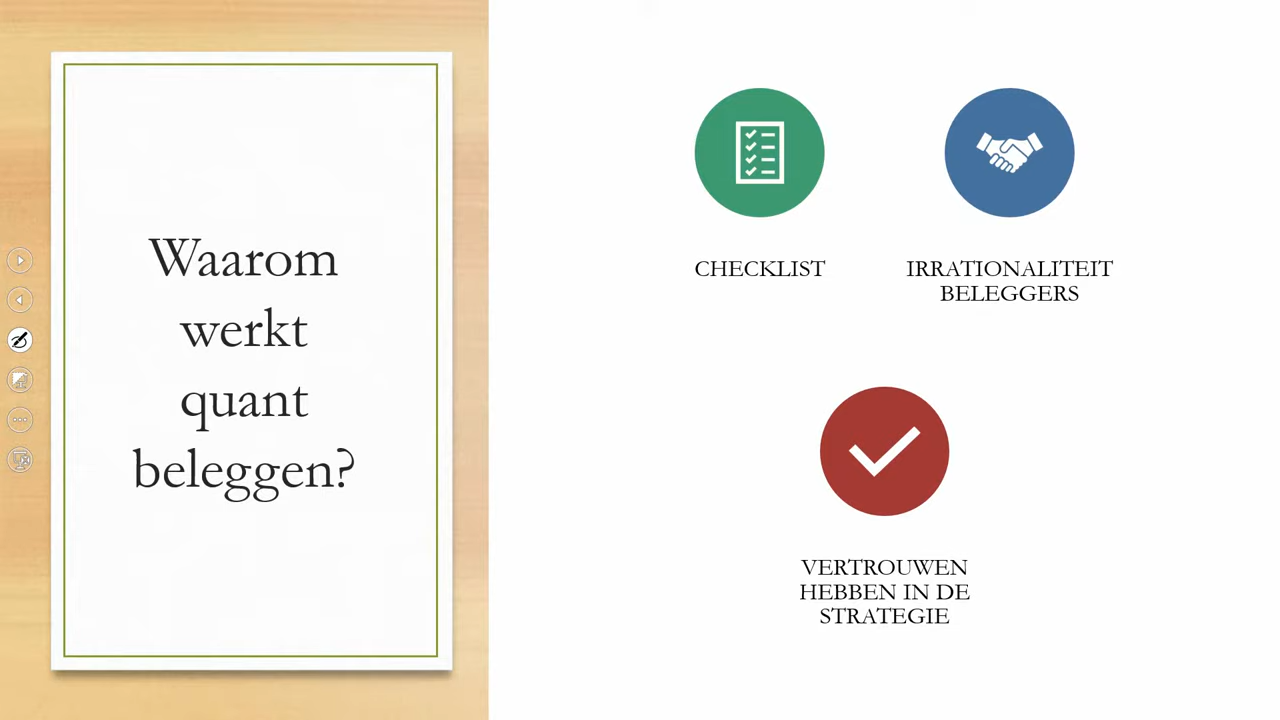 Waarom
werkt
quant
beleggen?
CHECKLIST
IRRATIONALITEIT
BELEGGERS
VERTROUWEN
HEBBEN IN DE
STRATEGIE